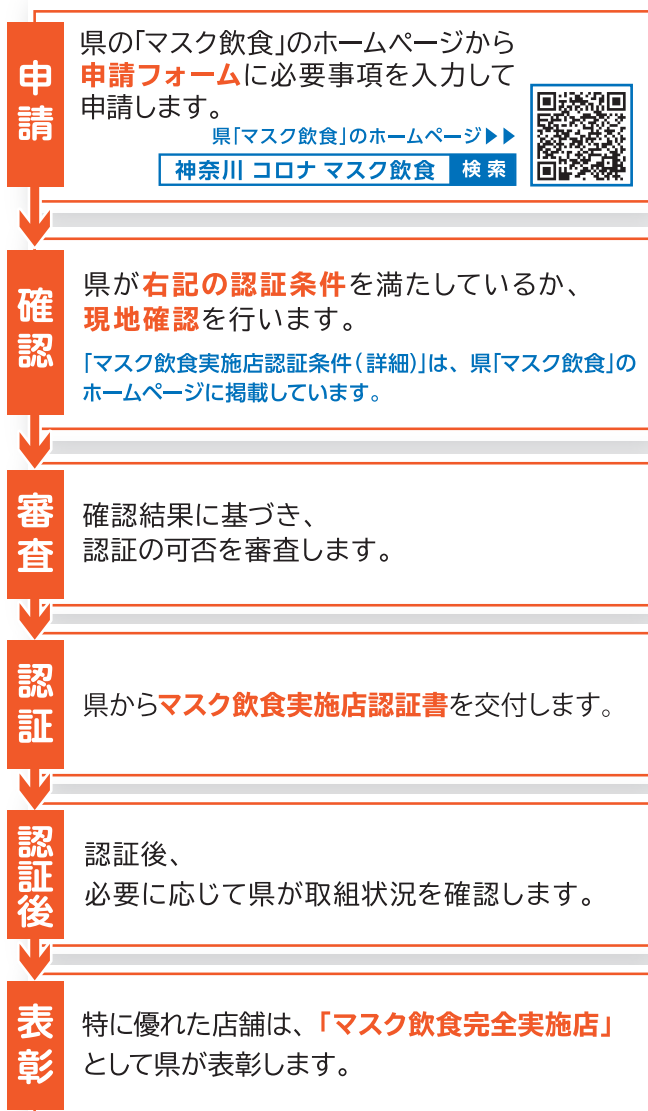 申請
県の「マスク飲食」のホームページから
申請フォームに必要事項を入力して
申請します。
県「マスク飲食」のホームページ▶▶
神奈川 コロナ マスク飲食 検索
確認
県が右記の認証条件を満たしているか、
現地確認を行います。
「マスク飲食実施店認証条件(詳細)」は、県「マスク飲食」の
ホームページに掲載しています。
審査
確認結果に基づき、
認証の可否を審査します。
認証
県からマスク飲食実施店認証書を交付します。
認証後
認証後、
必要に応じて県が取組状況を確認します。
表彰
特に優れた店舗は、「マスク飲食完全実施店」
として県が表彰します。